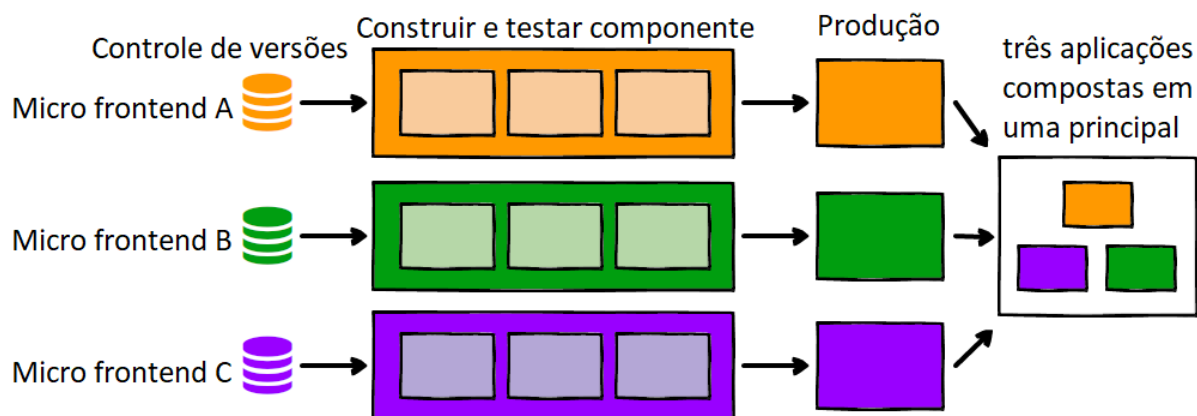 Controle de versões
Construir e testar componente
Produção
três aplicações
compostas em
uma principal
Micro frontend A
Micro frontend B
Micro frontend C